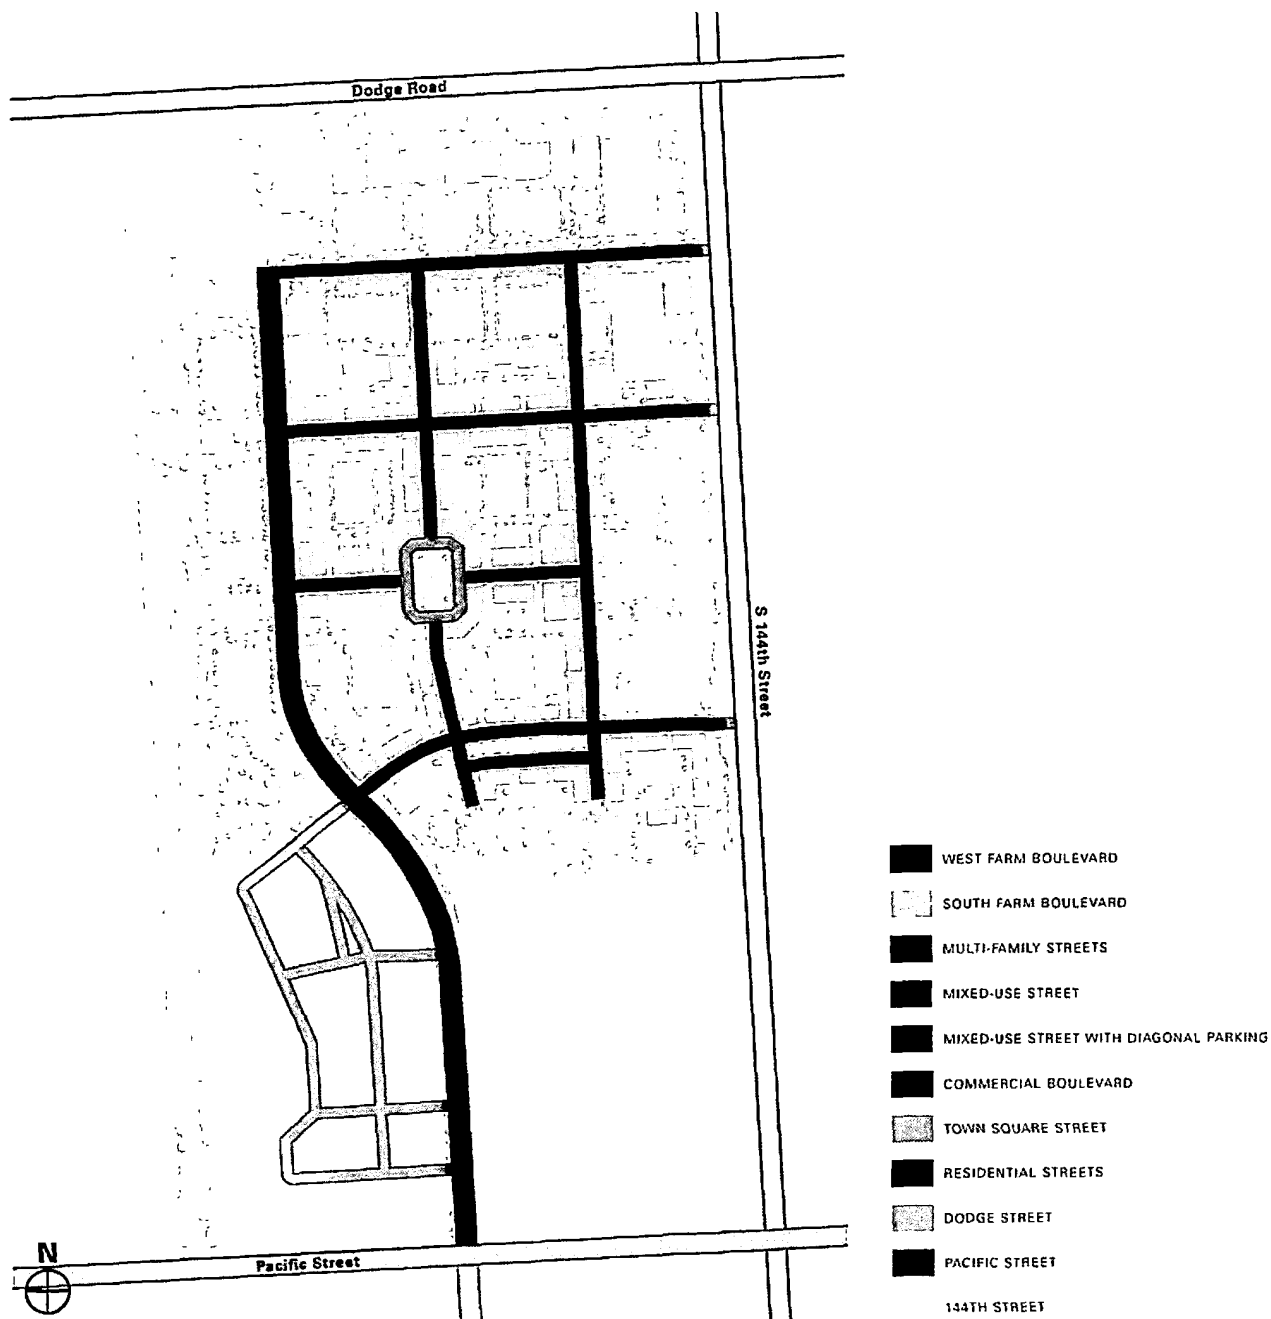 Dodge Road
S 144th Street
WEST FARM BOULEVARD
SOUTH FARM BOULEVARD
MULTI-FAMILY STREETS
MIXED-USE STREET
MIXED-USE STREET WITH DIAGONAL PARKING
COMMERCIAL BOULEVARD
TOWN SQUARE STREET
RESIDENTIAL STREETS
DODGE STREET
PACIFIC STREET
144TH STREET
N
Pacific Street